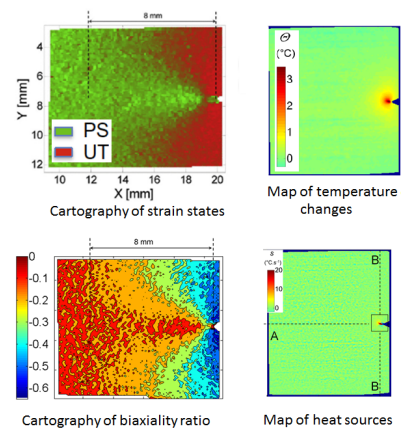 8 mm
4
6
8
10
12
Y [mm]
PS
UT
10 12 14 16 18 20
X [mm]
Cartography of strain states
Θ
(°C)
3
2
1
0
Map of temperature
changes
8 mm
0
-0.1
-0.2
-0.3
-0.4
-0.5
-0.6
Cartography of biaxiality ratio
s
(°C.s⁻¹)
20
10
0
B
A
B
Map of heat sources